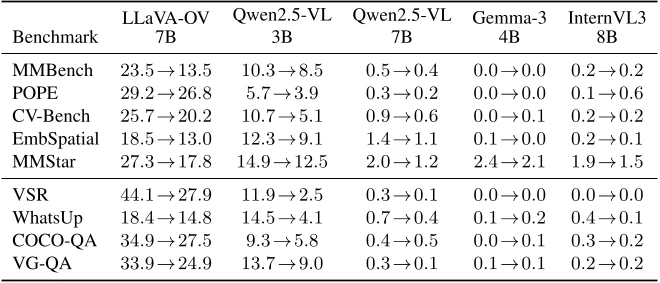 Benchmark LLaVA-OV 7B Qwen2.5-VL 3B Qwen2.5-VL 7B Gemma-3 4B InternVL3 8B
MMBench 23.5→13.5 10.3→8.5 0.5→0.4 0.0→0.0 0.2→0.2
POPE 29.2→26.8 5.7→3.9 0.3→0.2 0.0→0.0 0.1→0.6
CV-Bench 25.7→20.2 10.7→5.1 0.9→0.6 0.0→0.1 0.2→0.2
EmbSpatial 18.5→13.0 12.3→9.1 1.4→1.1 0.1→0.0 0.2→0.1
MMStar 27.3→17.8 14.9→12.5 2.0→1.2 2.4→2.1 1.9→1.5
VSR 44.1→27.9 11.9→2.5 0.3→0.1 0.0→0.0 0.0→0.0
WhatsUp 18.4→14.8 14.5→4.1 0.7→0.4 0.1→0.2 0.4→0.1
COCO-QA 34.9→27.5 9.3→5.8 0.4→0.5 0.0→0.1 0.3→0.2
VG-QA 33.9→24.9 13.7→9.0 0.3→0.1 0.1→0.1 0.2→0.2